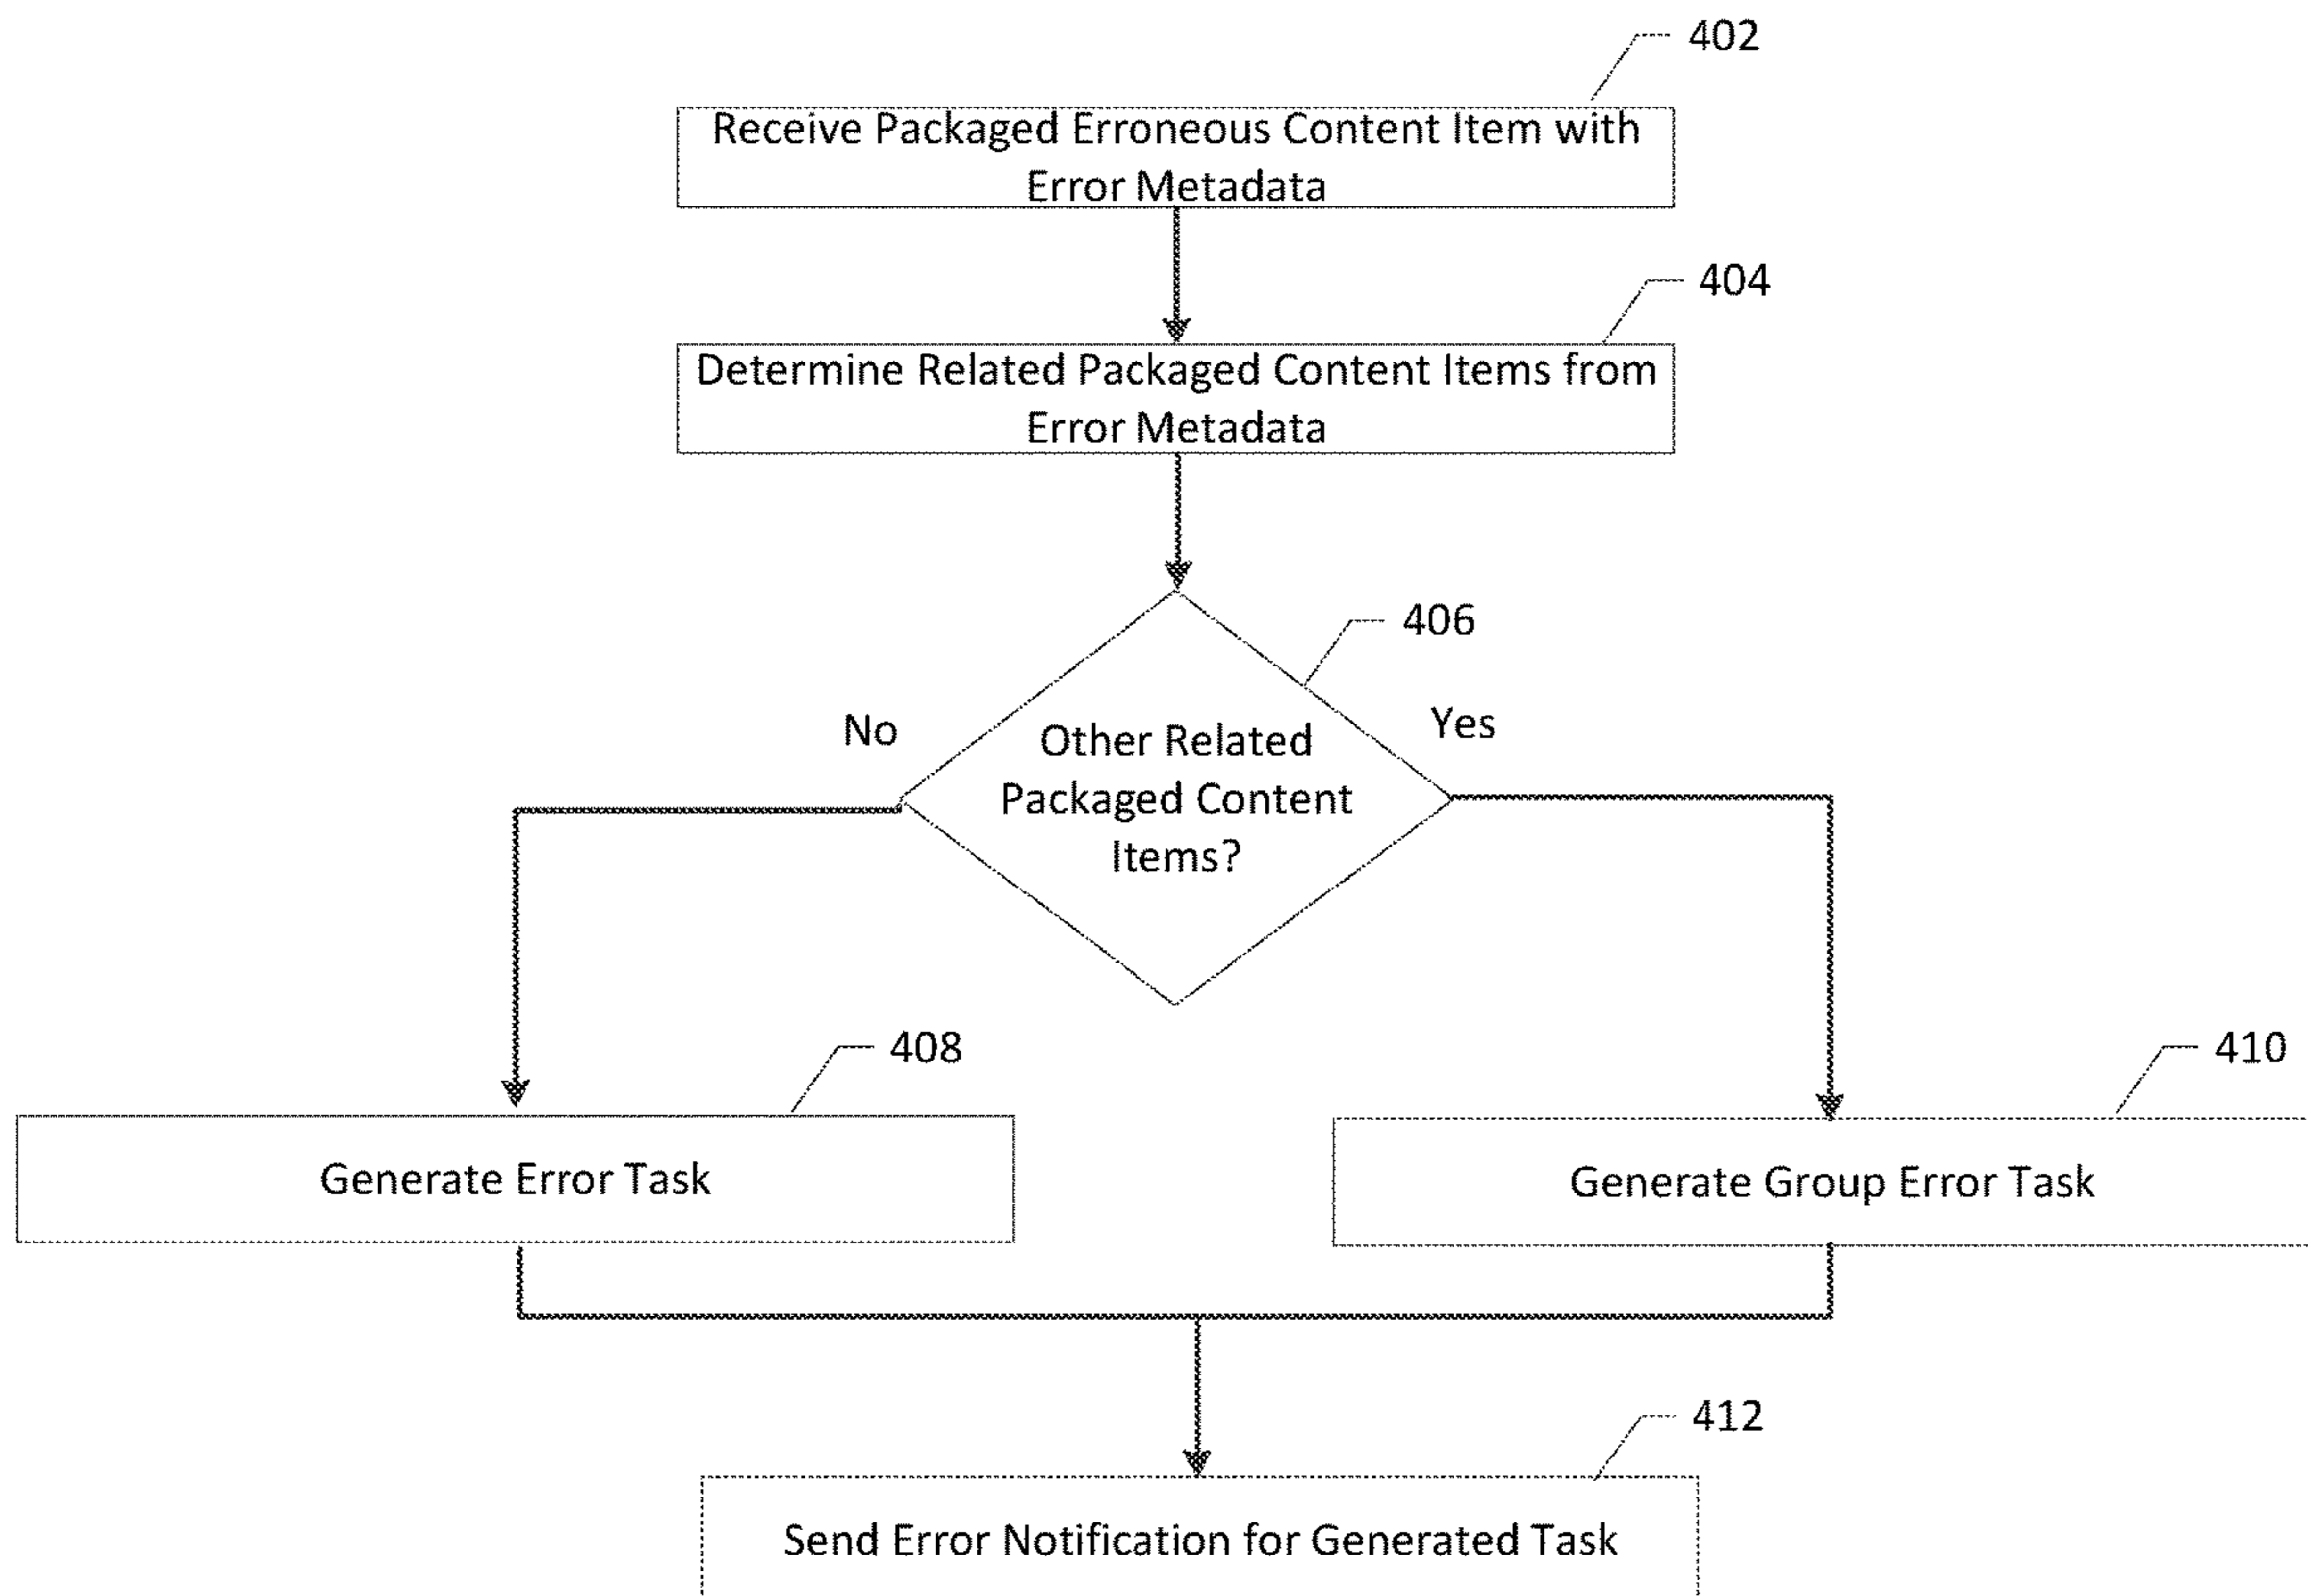 402
Receive Packaged Erroneous Content Item with
Error Metadata
404
Determine Related Packaged Content Items from
Error Metadata
406
No
Yes
Other Related
Packaged Content
Items?
408
410
Generate Error Task
Generate Group Error Task
412
Send Error Notification for Generated Task